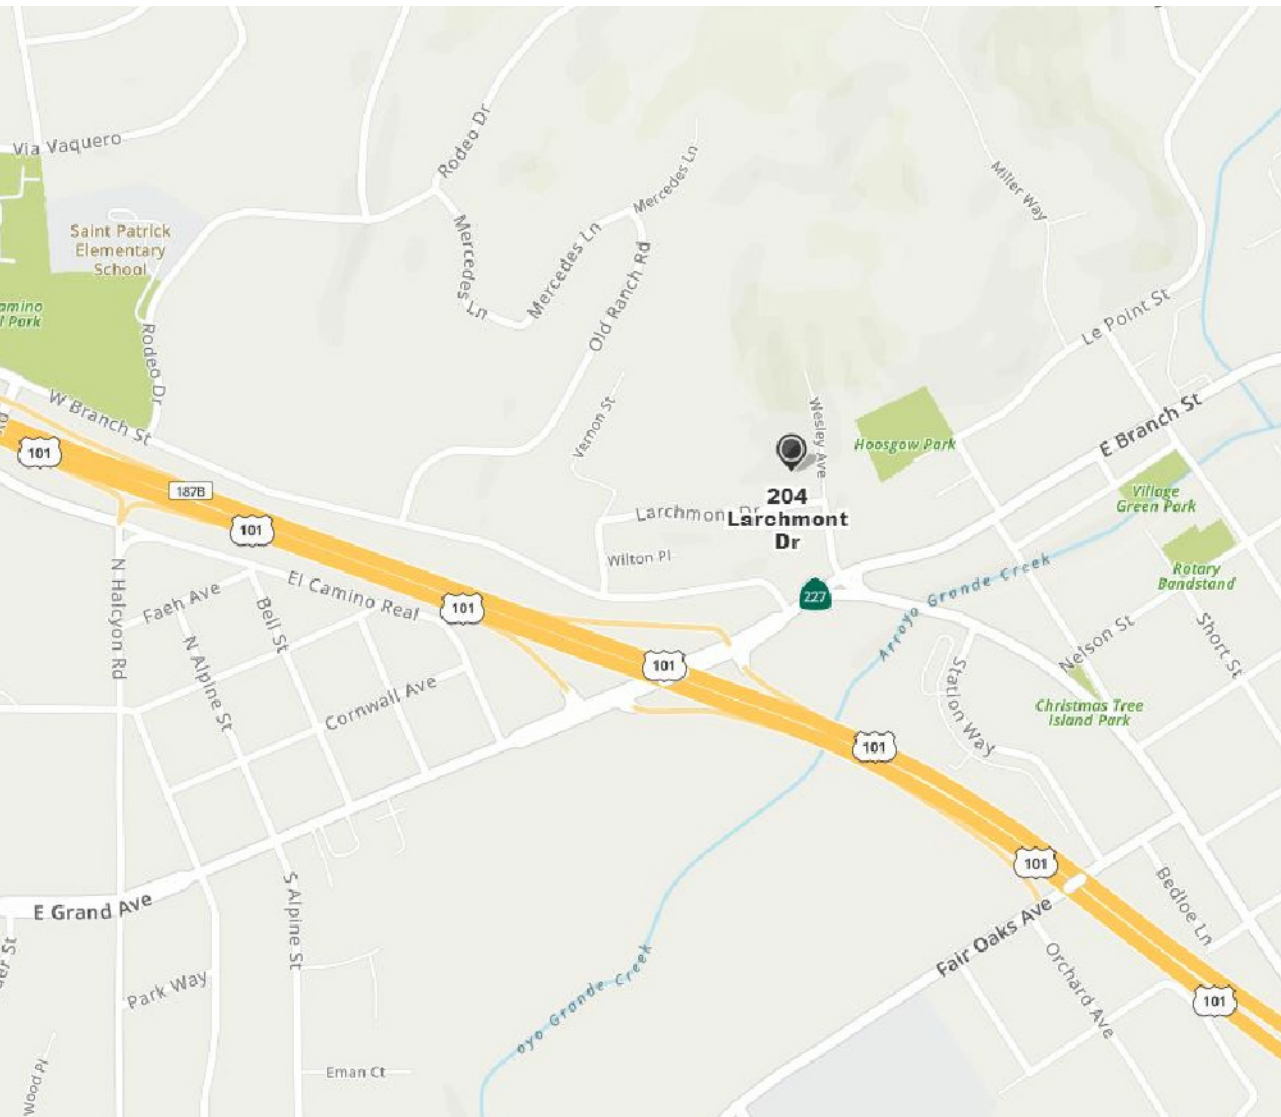 Via Vaquero
Rodeo Dr
Mercedes Ln
Miller Way
Saint Patrick
Elementary
School
Mercedes Ln
Mercedes Ln
Old Ranch Rd
Le Point St
Rodeo Dr
W Branch St
Vernon St
Wesley Ave
Hoosgow Park
E Branch St
101
187B
101
204
Larchmont
Dr
Larchmont Dr
Village
Green Park
Wilton Pl
Rotary
Bandstand
N Halcyon Rd
Faeh Ave
Bell St
El Camino Real
101
227
Arroyo Grande Creek
N Alpine St
Cornwall Ave
101
Nelson St
Short St
Station Way
Christmas Tree
Island Park
101
101
E Grand Ave
S Alpine St
Bedloe Ln
Fair Oaks Ave
Orchard Ave
Park Way
oyo Grande Creek
101
Eman Ct
Wood Pl